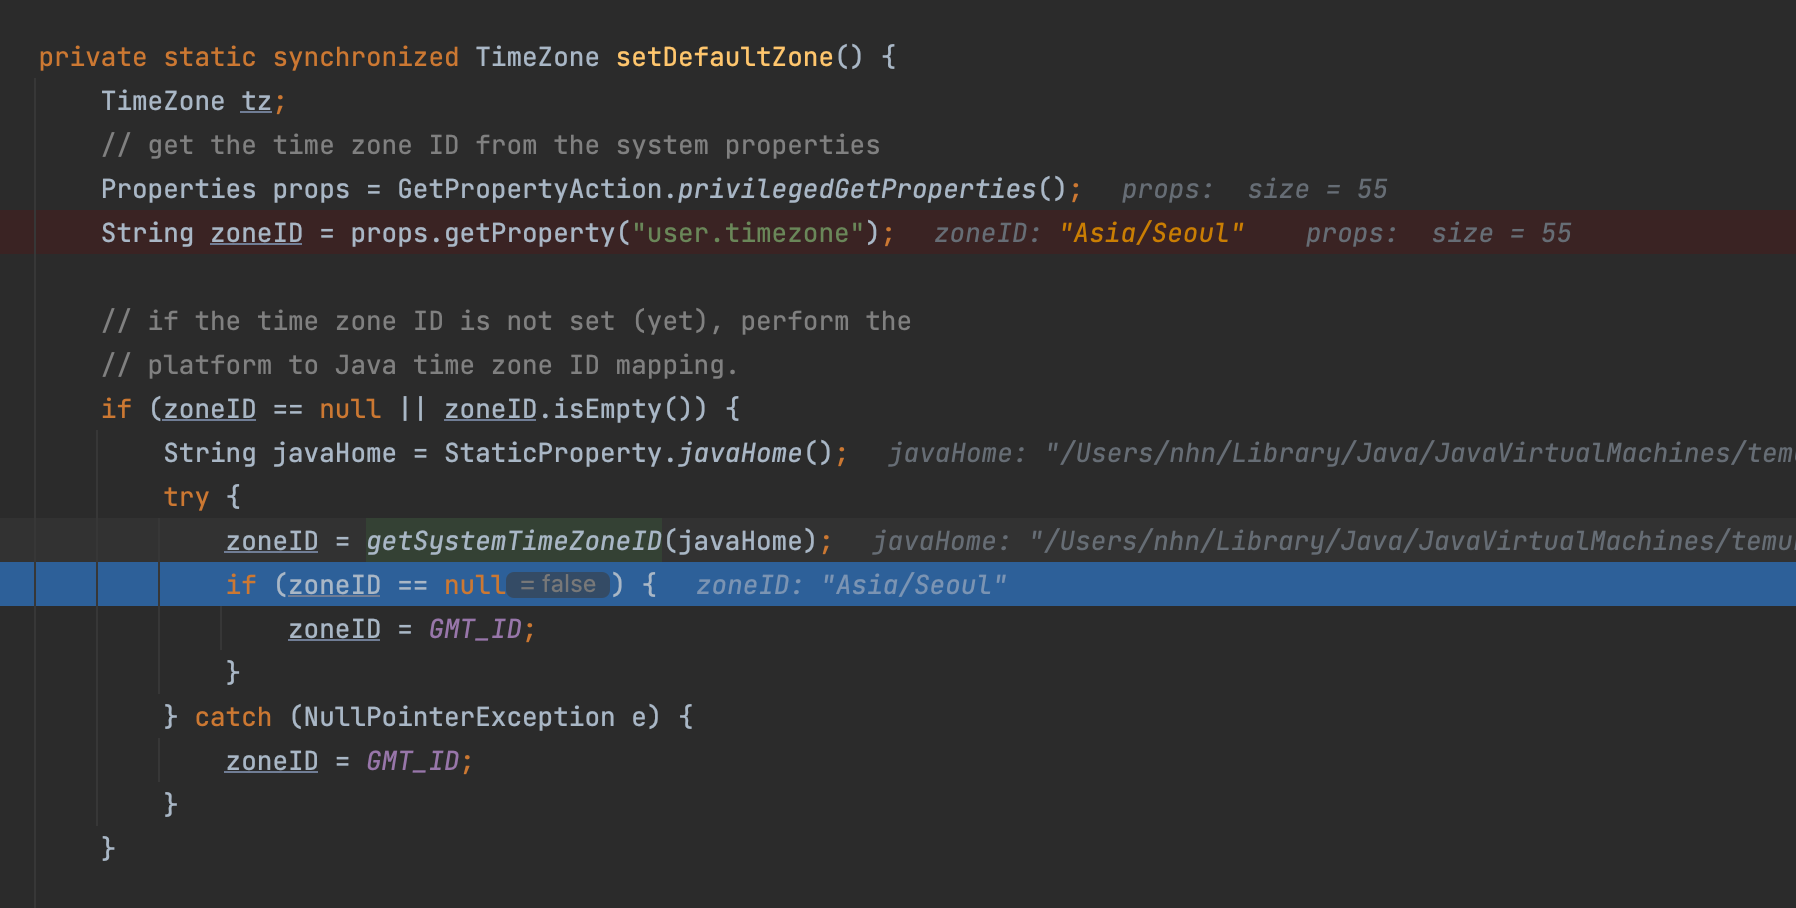 private static synchronized TimeZone setDefaultZone() {
TimeZone tz;
// get the time zone ID from the system properties
Properties props = GetPropertyAction.privilegedGetProperties(); props: size = 55
String zoneID = props.getProperty("user.timezone"); zoneID: "Asia/Seoul" props: size = 55
// if the time zone ID is not set (yet), perform the
// platform to Java time zone ID mapping.
if (zoneID == null || zoneID.isEmpty()) {
String javaHome = StaticProperty.javaHome(); javaHome: "/Users/nhn/Library/Java/JavaVirtualMachines/
try {
zoneID = getSystemTimeZoneID(javaHome); javaHome: "/Users/nhn/Library/Java/JavaVirtualMachines/
if (zoneID == null = false ) { zoneID: "Asia/Seoul"
zoneID = GMT_ID;
}
} catch (NullPointerException e) {
zoneID = GMT_ID;
}
}